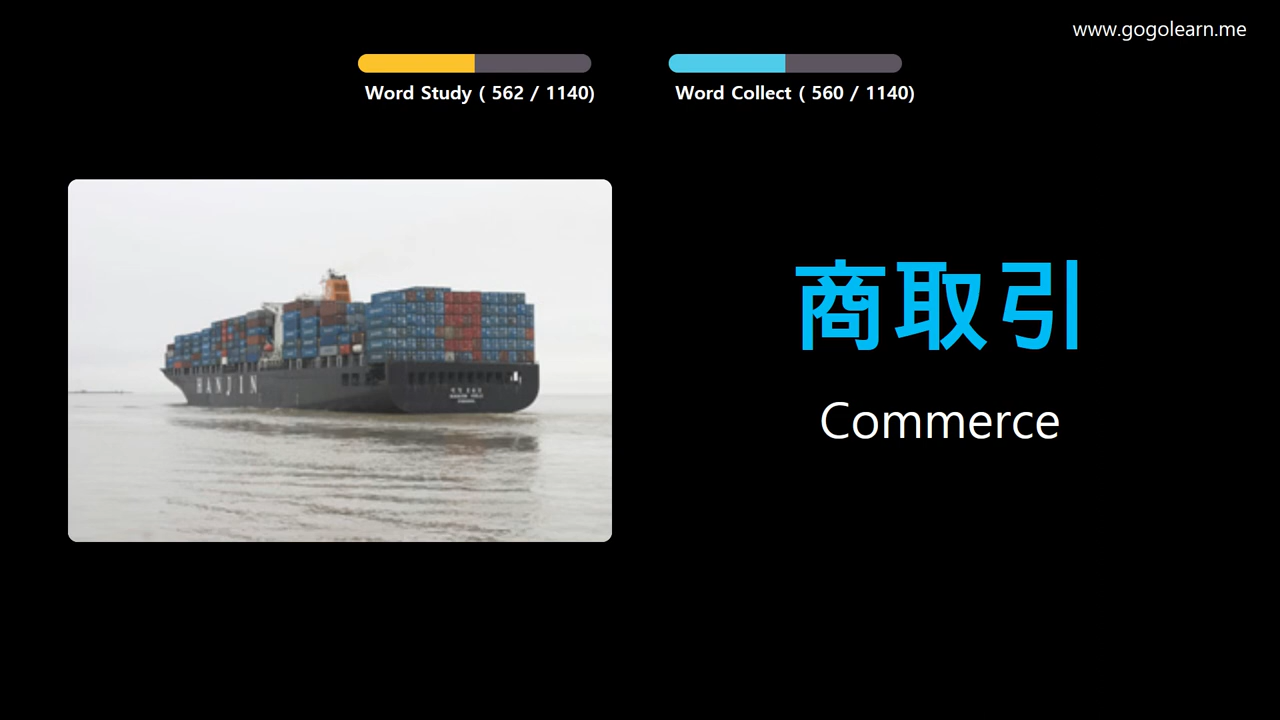 www.gogolearn.me
Word Study ( 562 / 1140)
Word Collect ( 560 / 1140)
商取引
Commerce
HANJIN